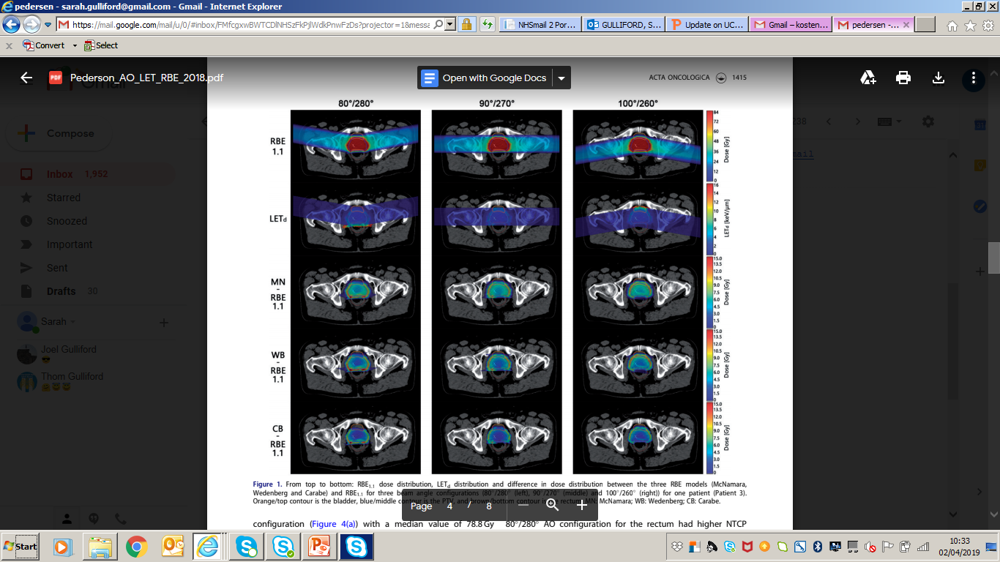 pedersen - sarah.gulliford@gmail.com - Gmail - Internet Explorer
https://mail.google.com/mail/u/0/#inbox/FMfcgxwBWTCDlNHSzFkPjlWdkPnwFzDs?projector=1&messa
NHSmail 2 Por...
GULLIFORD, S...
Update on UC...
Gmail – kosten...
pedersen -...
x Convert Select
Pederson_AO_LET_RBE_2018.pdf
Open with Google Docs
ACTA ONCOLOGICA 1415
Compose
Inbox 1,952
Starred
Snoozed
Important
Sent
Drafts 30
Sarah
Joel Gulliford
Thom Gulliford
238
80°/280° 90°/270° 100°/260°
RBE
1.1
84
72
60
48
36
24
12
0
Dose [Gy]
LETd
16
14
12
10
8
6
4
2
0
LETd [keV/µm]
MN
-
RBE
1.1
15.0
13.5
12.0
10.5
9.0
7.5
6.0
4.5
3.0
1.5
0
Dose [Gy]
WB
-
RBE
1.1
15.0
13.5
12.0
10.5
9.0
7.5
6.0
4.5
3.0
1.5
0
Dose [Gy]
CB
-
RBE
1.1
15.0
13.5
12.0
10.5
9.0
7.5
6.0
4.5
3.0
1.5
0
Dose [Gy]
Figure 1. From top to bottom: RBE1.1 dose distribution, LETd distribution and difference in dose distribution between the three RBE models (McNamara,
Wedenberg and Carabe) and RBE1.1 for three beam angle configurations (80°/280° (left), 90°/270° (middle) and 100°/260° (right)) for one patient (Patient 3).
Orange/top contour is the bladder, blue/middle contour is the PTV, and brown/bottom contour is the rectum. MN: McNamara; WB: Wedenberg; CB: Carabe.
Page 4 / 8
configuration (Figure 4(a)) with a median value of 78.8 Gy
80°/280° AO configuration for the rectum had higher NTCP
Start
10:33
02/04/2019